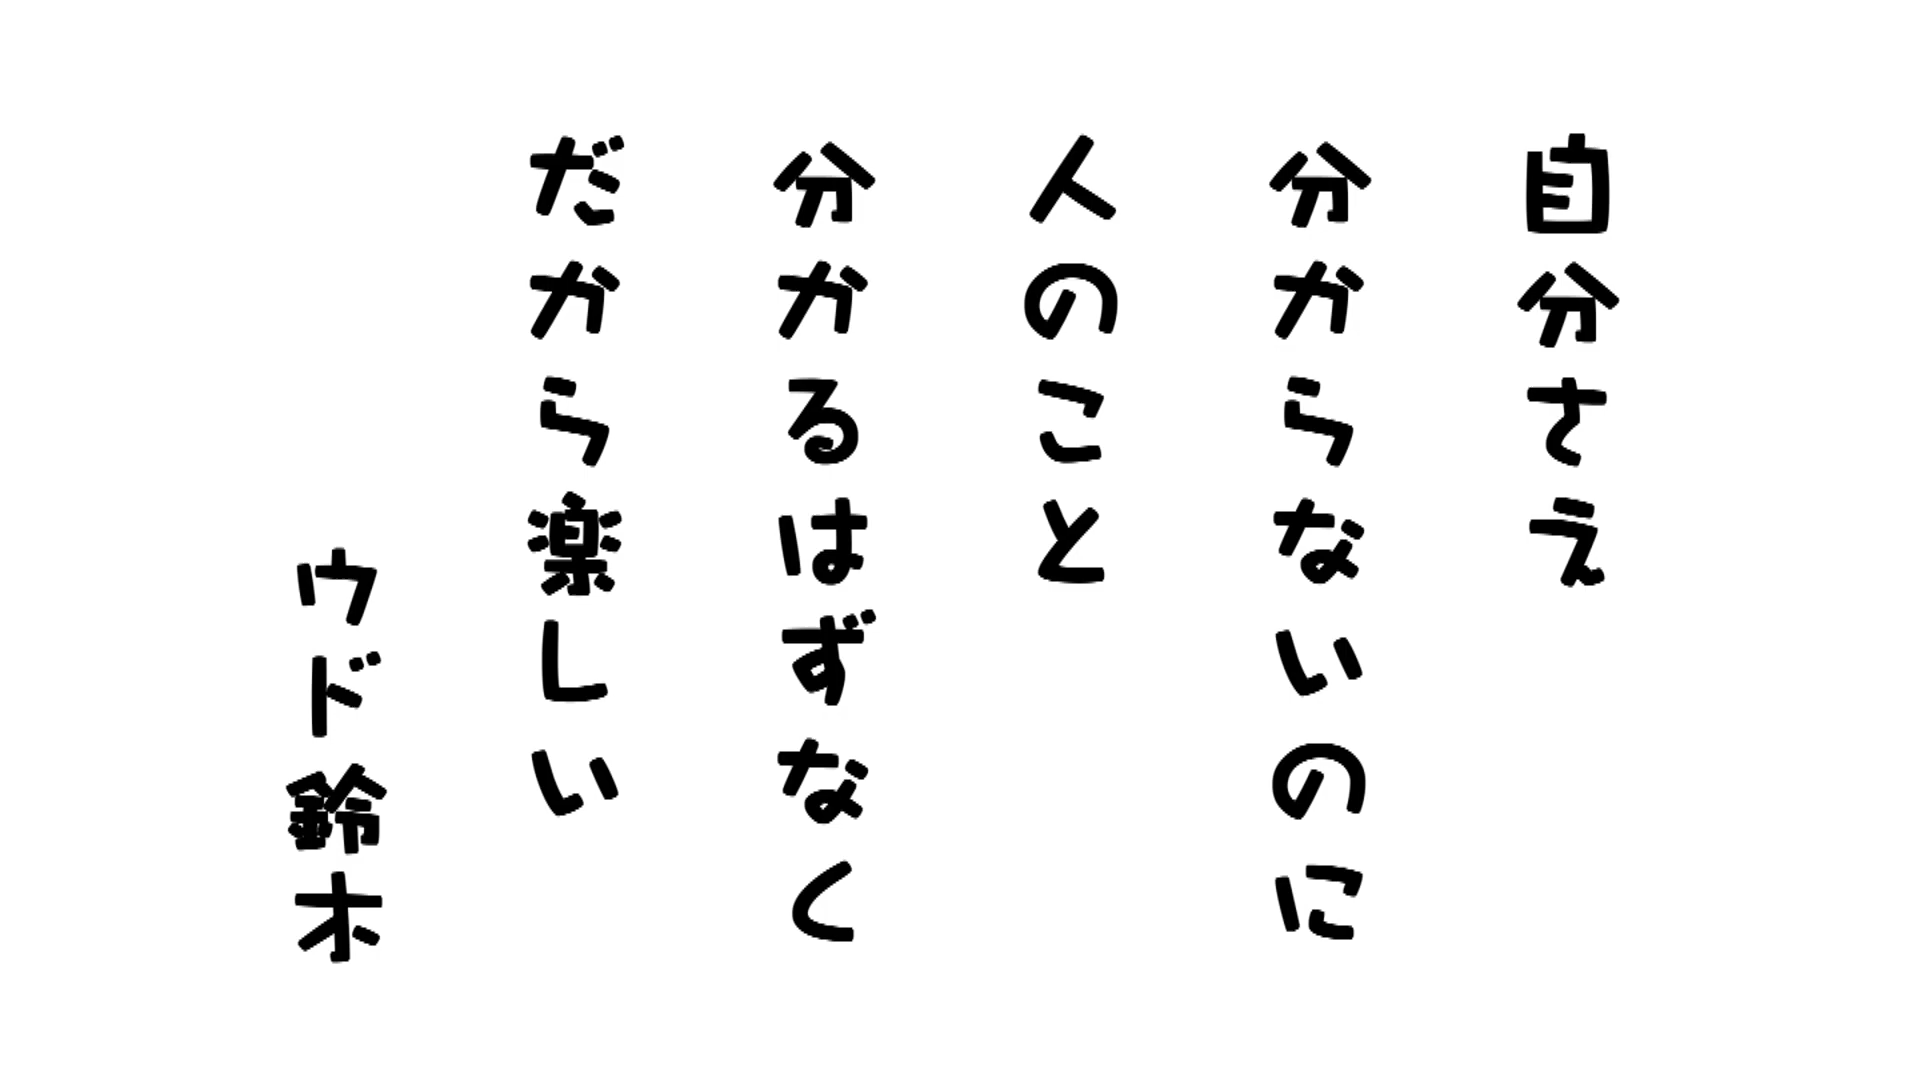 自分さえ
分からないのに
人のこと
分かるはずなく
だから楽しい
ウド鈴木